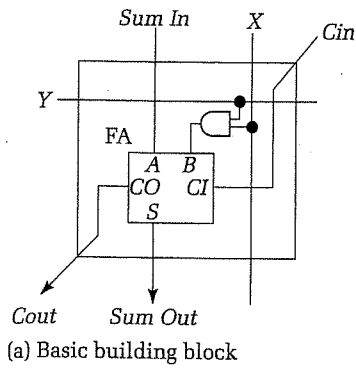 Sum In
X
Cin
Y
FA
A B
CO CI
S
Cout
Sum Out
(a) Basic building block